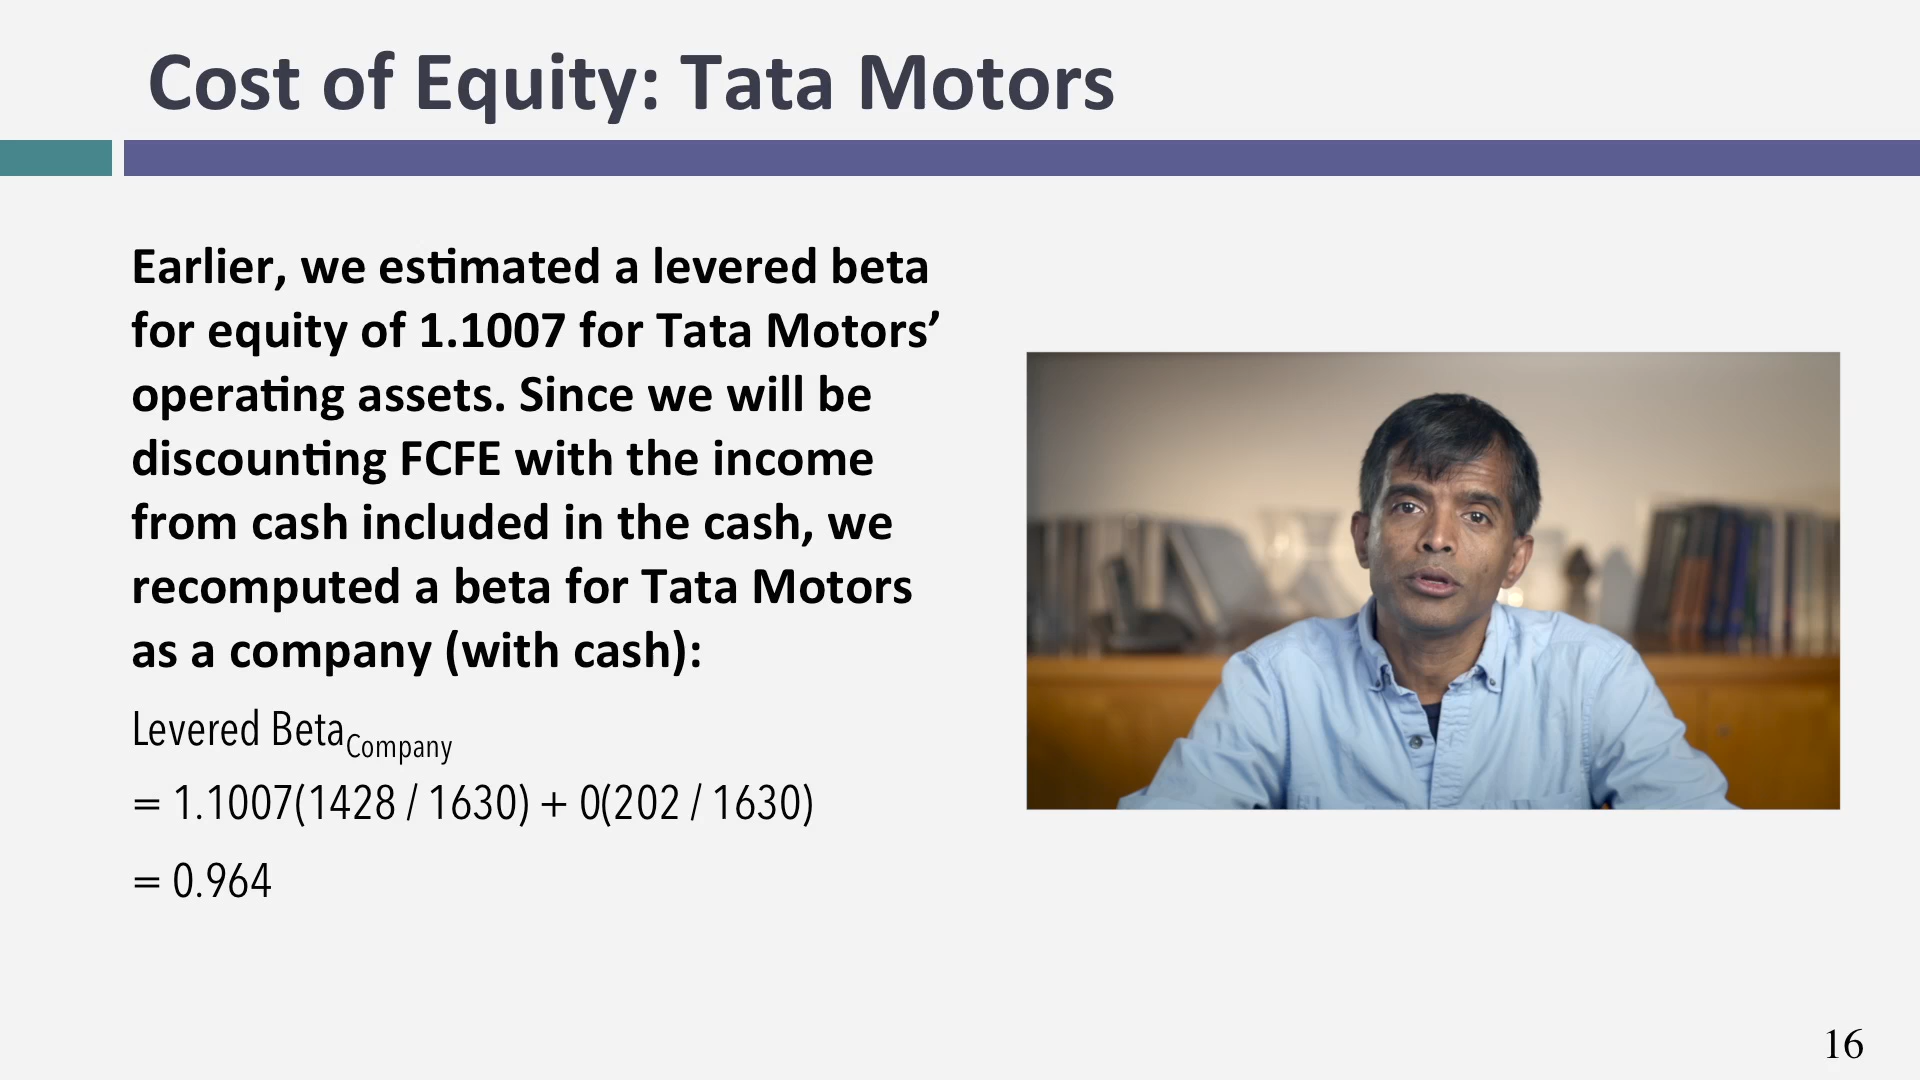 Cost of Equity: Tata Motors
Earlier, we estimated a levered beta
for equity of 1.1007 for Tata Motors’
operating assets. Since we will be
discounting FCFE with the income
from cash included in the cash, we
recomputed a beta for Tata Motors
as a company (with cash):
Levered Beta Company
= 1.1007(1428 / 1630) + 0(202 / 1630)
= 0.964
16